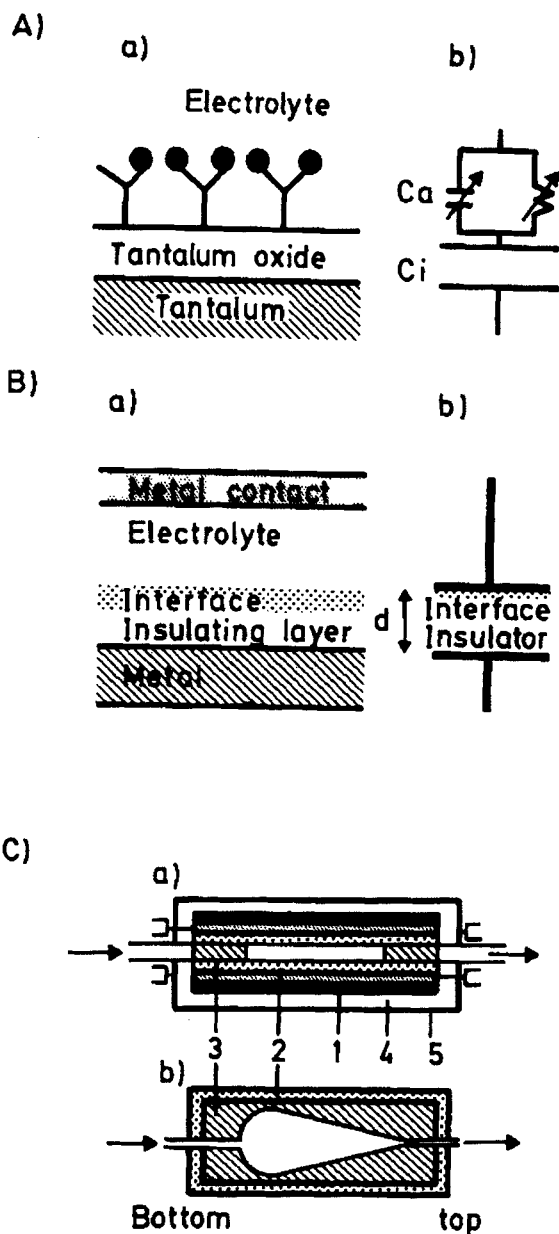 A)
a)
b)
Electrolyte
Ca
Tantalum oxide
Ci
Tantalum
B)
a)
b)
Metal contact
Electrolyte
Interface
Insulating layer
d
Interface
Insulator
Metal
C)
a)
3 2 1 4 5
b)
Bottom top